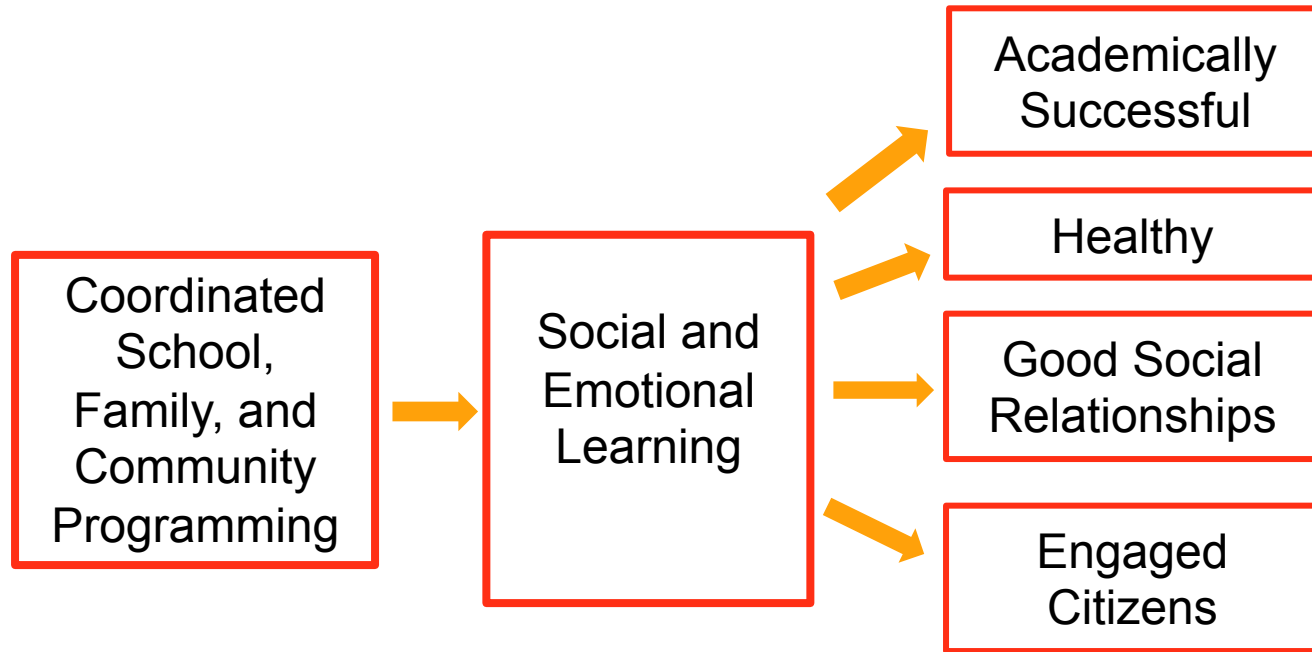 Coordinated
School,
Family, and
Community
Programming
Social and
Emotional
Learning
Academically
Successful
Healthy
Good Social
Relationships
Engaged
Citizens